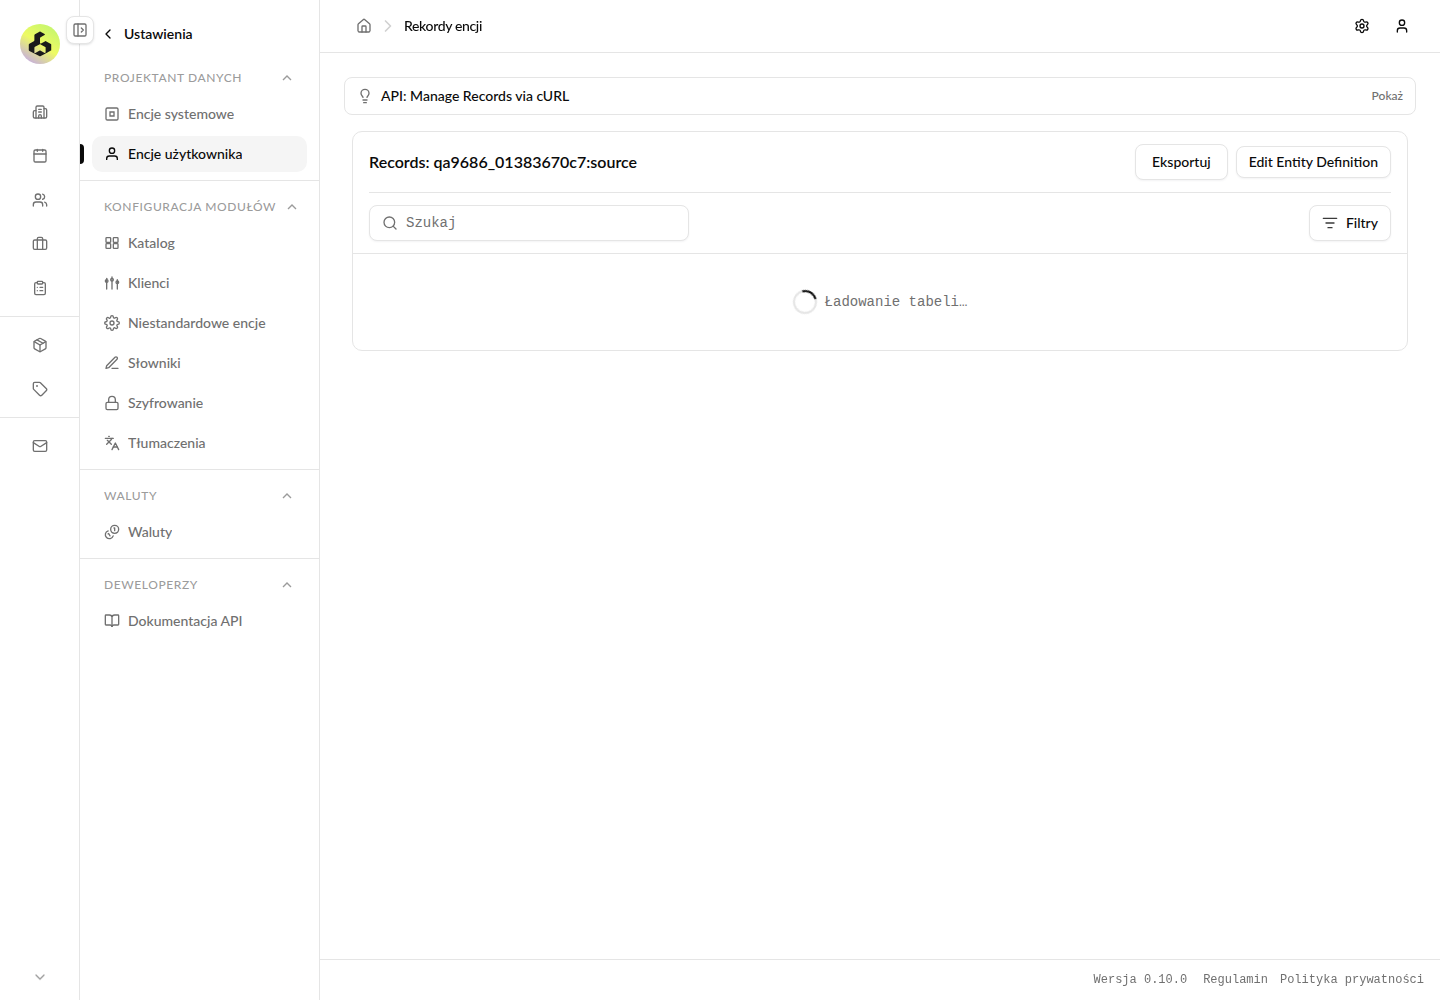 Ustawienia
PROJEKTANT DANYCH
Encje systemowe
Encje użytkownika
KONFIGURACJA MODUŁÓW
Katalog
Klienci
Niestandardowe encje
Słowniki
Szyfrowanie
Tłumaczenia
WALUTY
Waluty
DEWELOPERZY
Dokumentacja API
Rekordy encji
API: Manage Records via cURL
Pokaż
Records: qa9686_01383670c7:source
Eksportuj
Edit Entity Definition
Szukaj
Filtry
Ładowanie tabeli…
Wersja 0.10.0 Regulamin Polityka prywatności